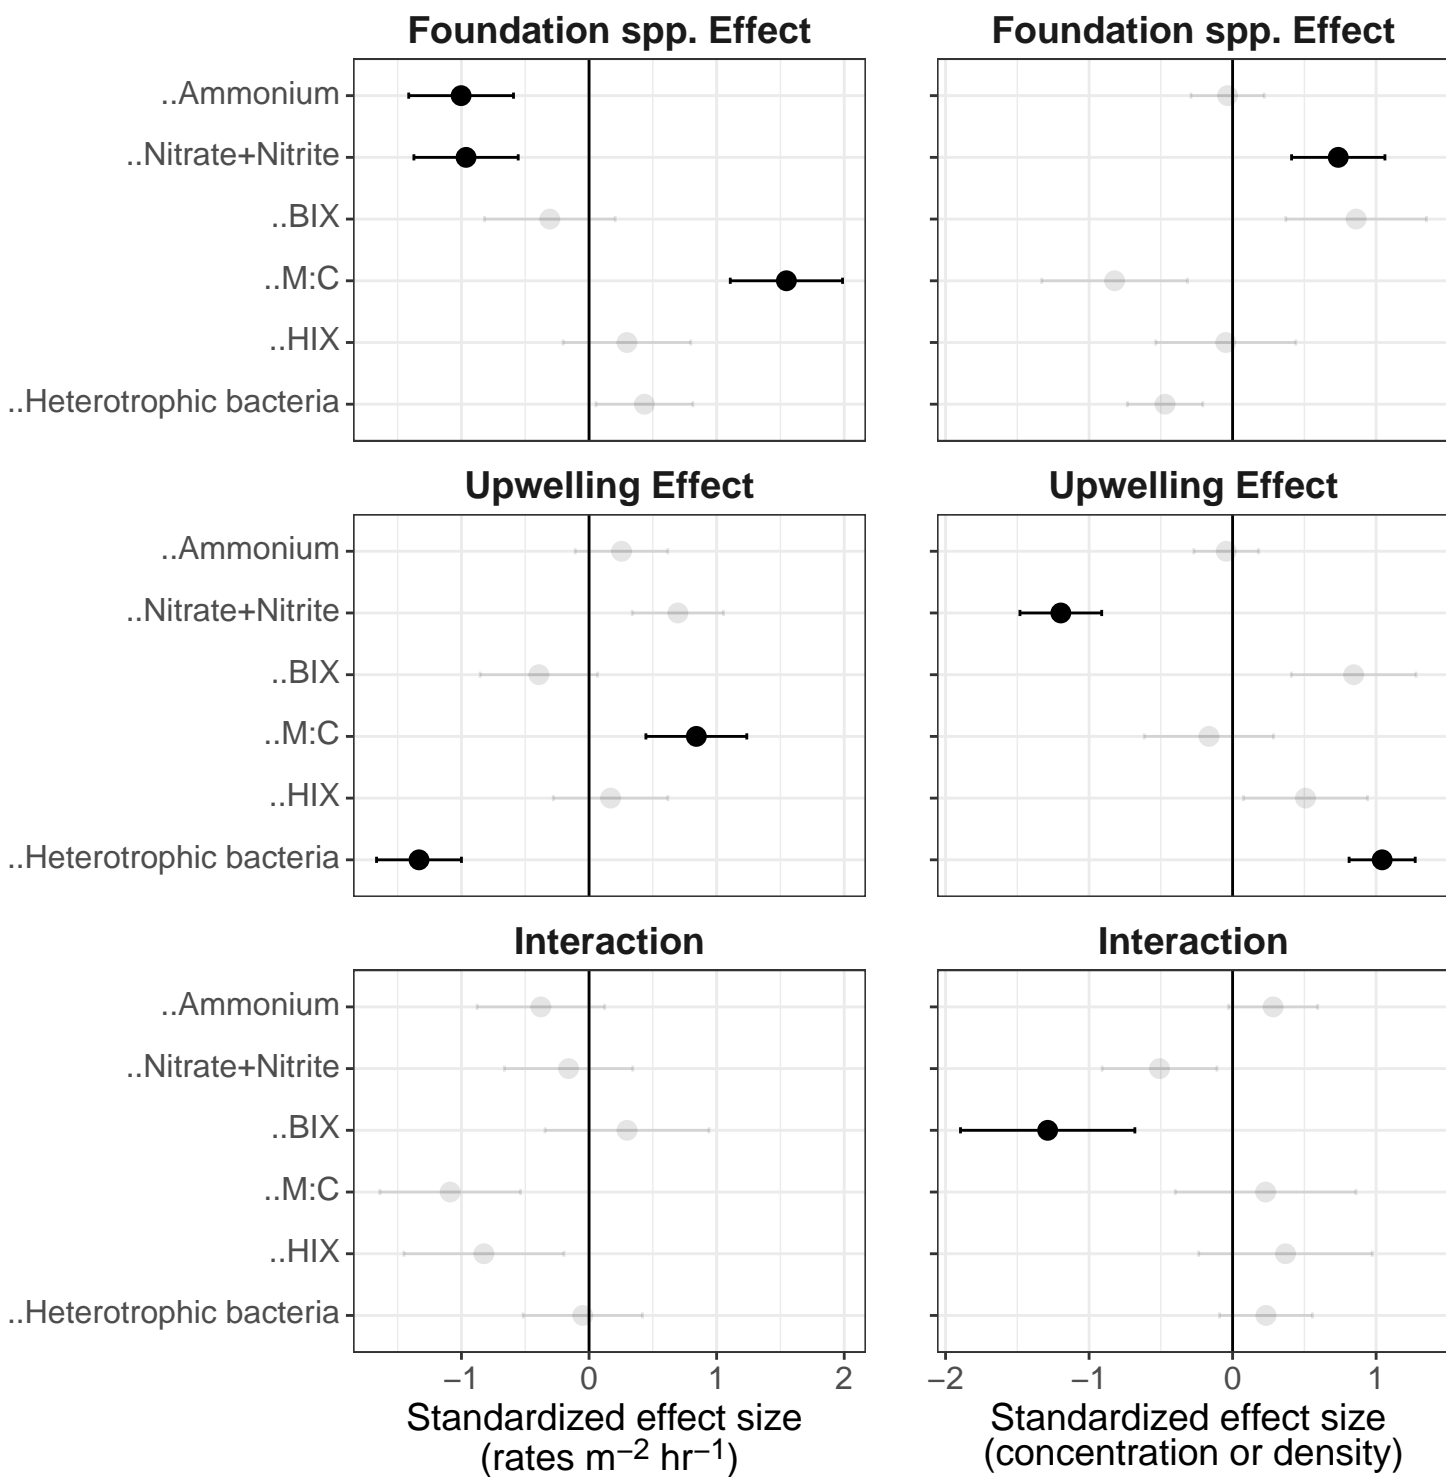 Foundation spp. Effect
Foundation spp. Effect
..Ammonium
..Nitrate+Nitrite
..BIX
..M:C
..HIX
..Heterotrophic bacteria
Upwelling Effect
Upwelling Effect
..Ammonium
..Nitrate+Nitrite
..BIX
..M:C
..HIX
..Heterotrophic bacteria
Interaction
Interaction
..Ammonium
..Nitrate+Nitrite
..BIX
..M:C
..HIX
..Heterotrophic bacteria
−1 0 1 2
−2 −1 0 1
Standardized effect size
(rates m⁻² hr⁻¹)
Standardized effect size
(concentration or density)